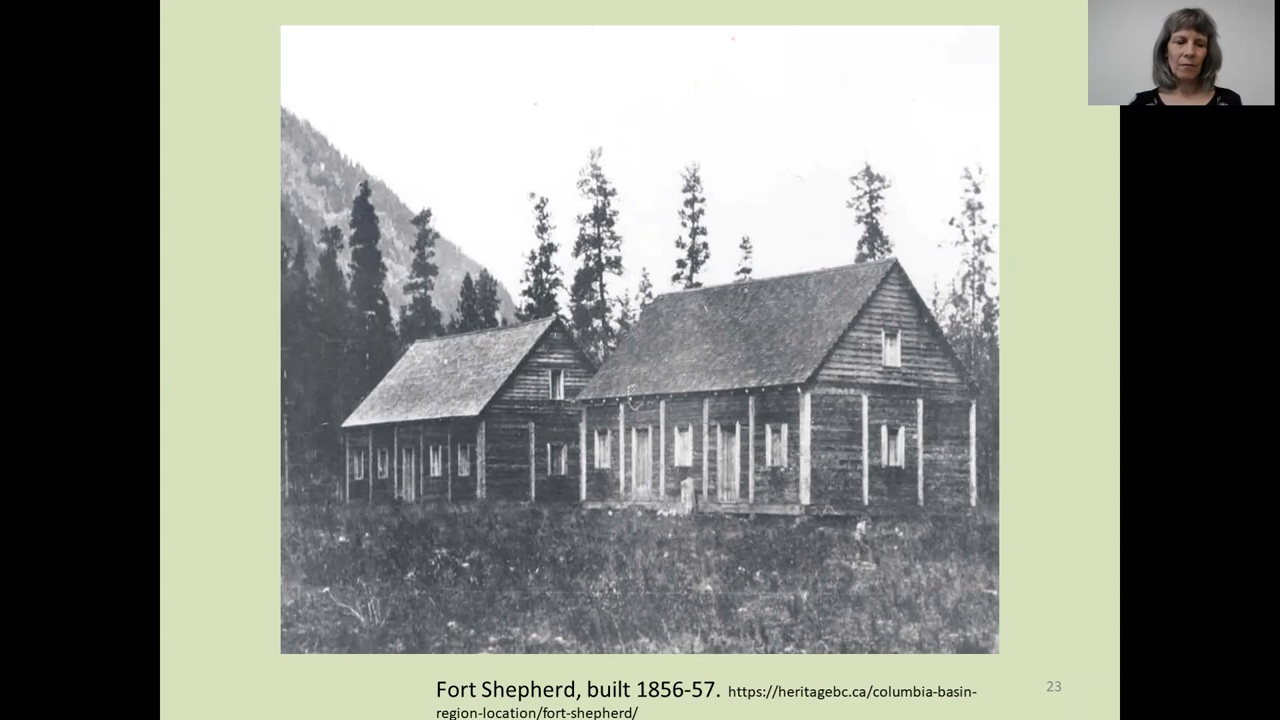 Fort Shepherd, built 1856-57. https://heritagebc.ca/columbia-basin-
region-location/fort-shepherd/
23